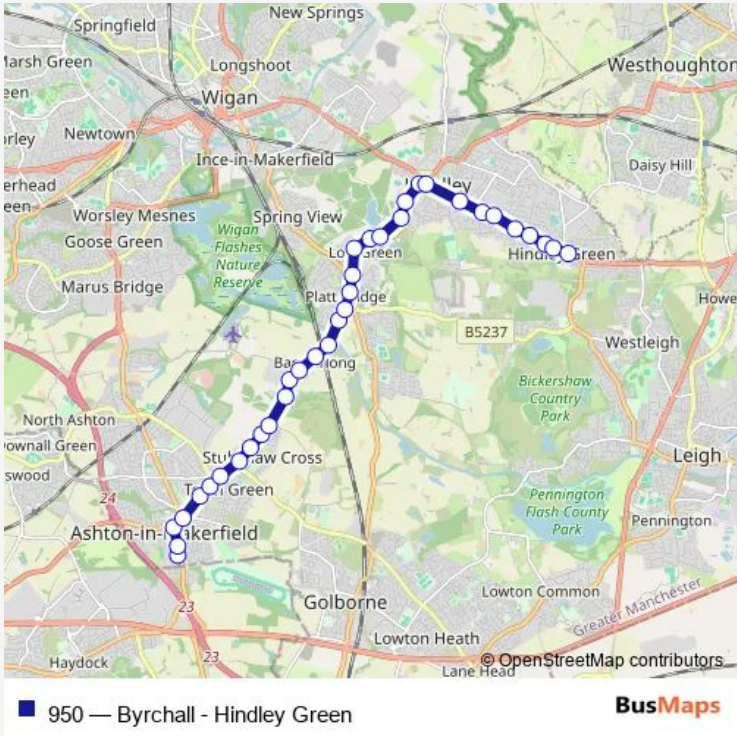 New Springs
Springfield
Marsh Green
Longshoot
Westhoughton
Wigan
Newtown
Ince-in-Makerfield
Daisy Hill
Worsley Mesnes
Spring View
Goose Green
Wigan
Flashes
Nature
Reserve
Hindley Green
Marus Bridge
B5237
Westleigh
Bickershaw
Country
Park
North Ashton
Stubshaw Cross
Leigh
24
Pennington
Flash County
Park
Pennington
Ashton-in-Makerfield
Golborne
Lowton Common
23
Greater Manchester
Lowton Heath
23
Haydock
Lane Head
© OpenStreetMap contributors
950 — Byrchall - Hindley Green
BusMaps